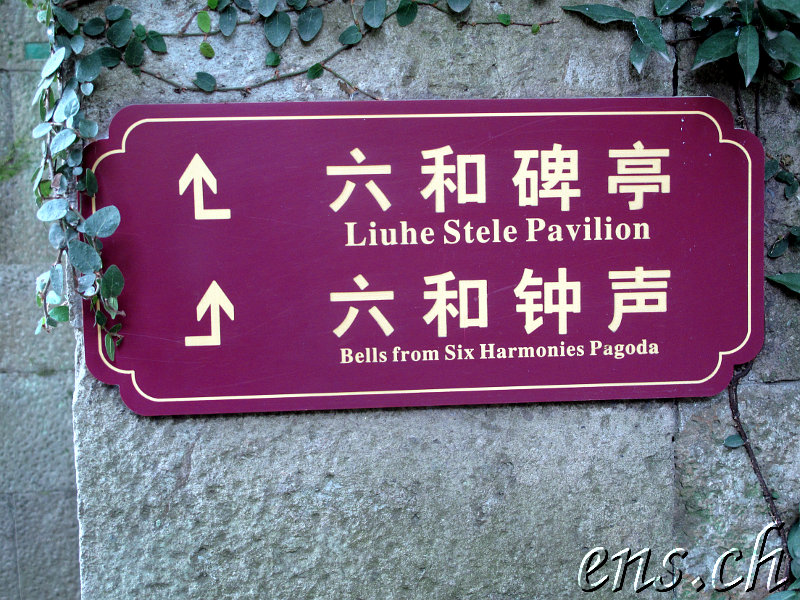 六和碑亭
Liuhe Stele Pavilion
六和钟声
Bells from Six Harmonies Pagoda
ens.ch